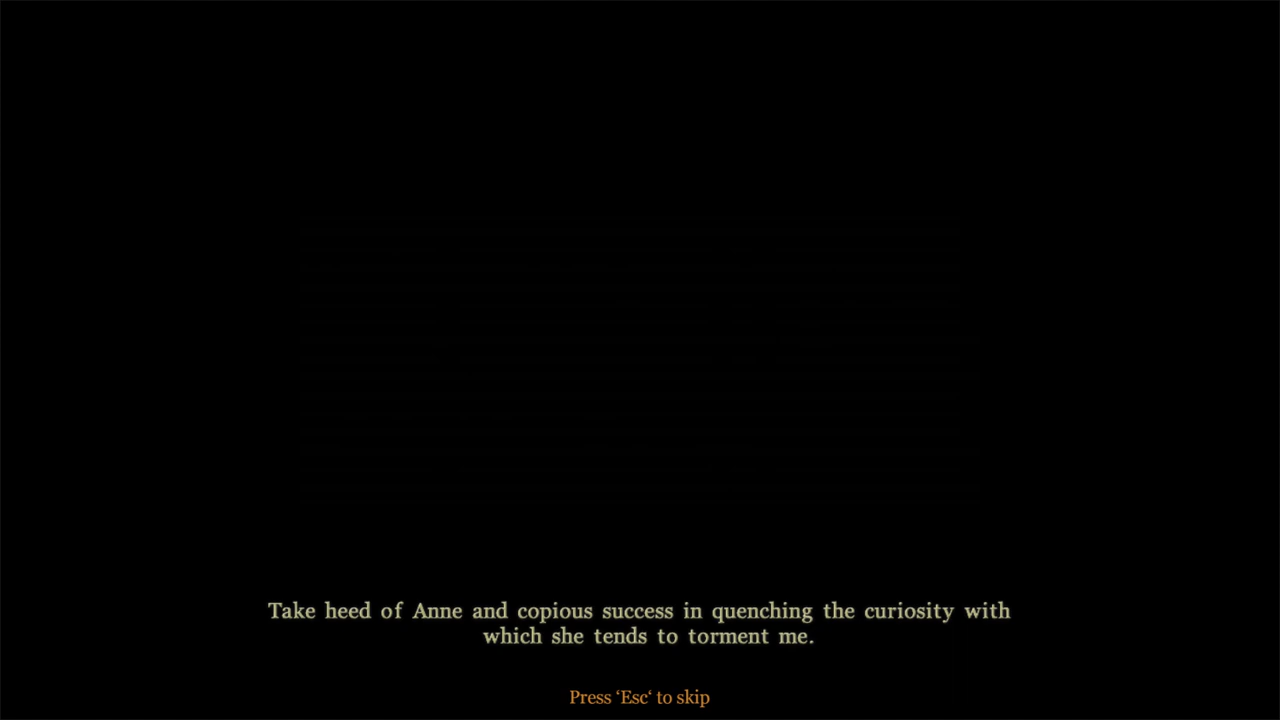 Take heed of Anne and copious success in quenching the curiosity with
which she tends to torment me.
Press ‘Esc‘ to skip